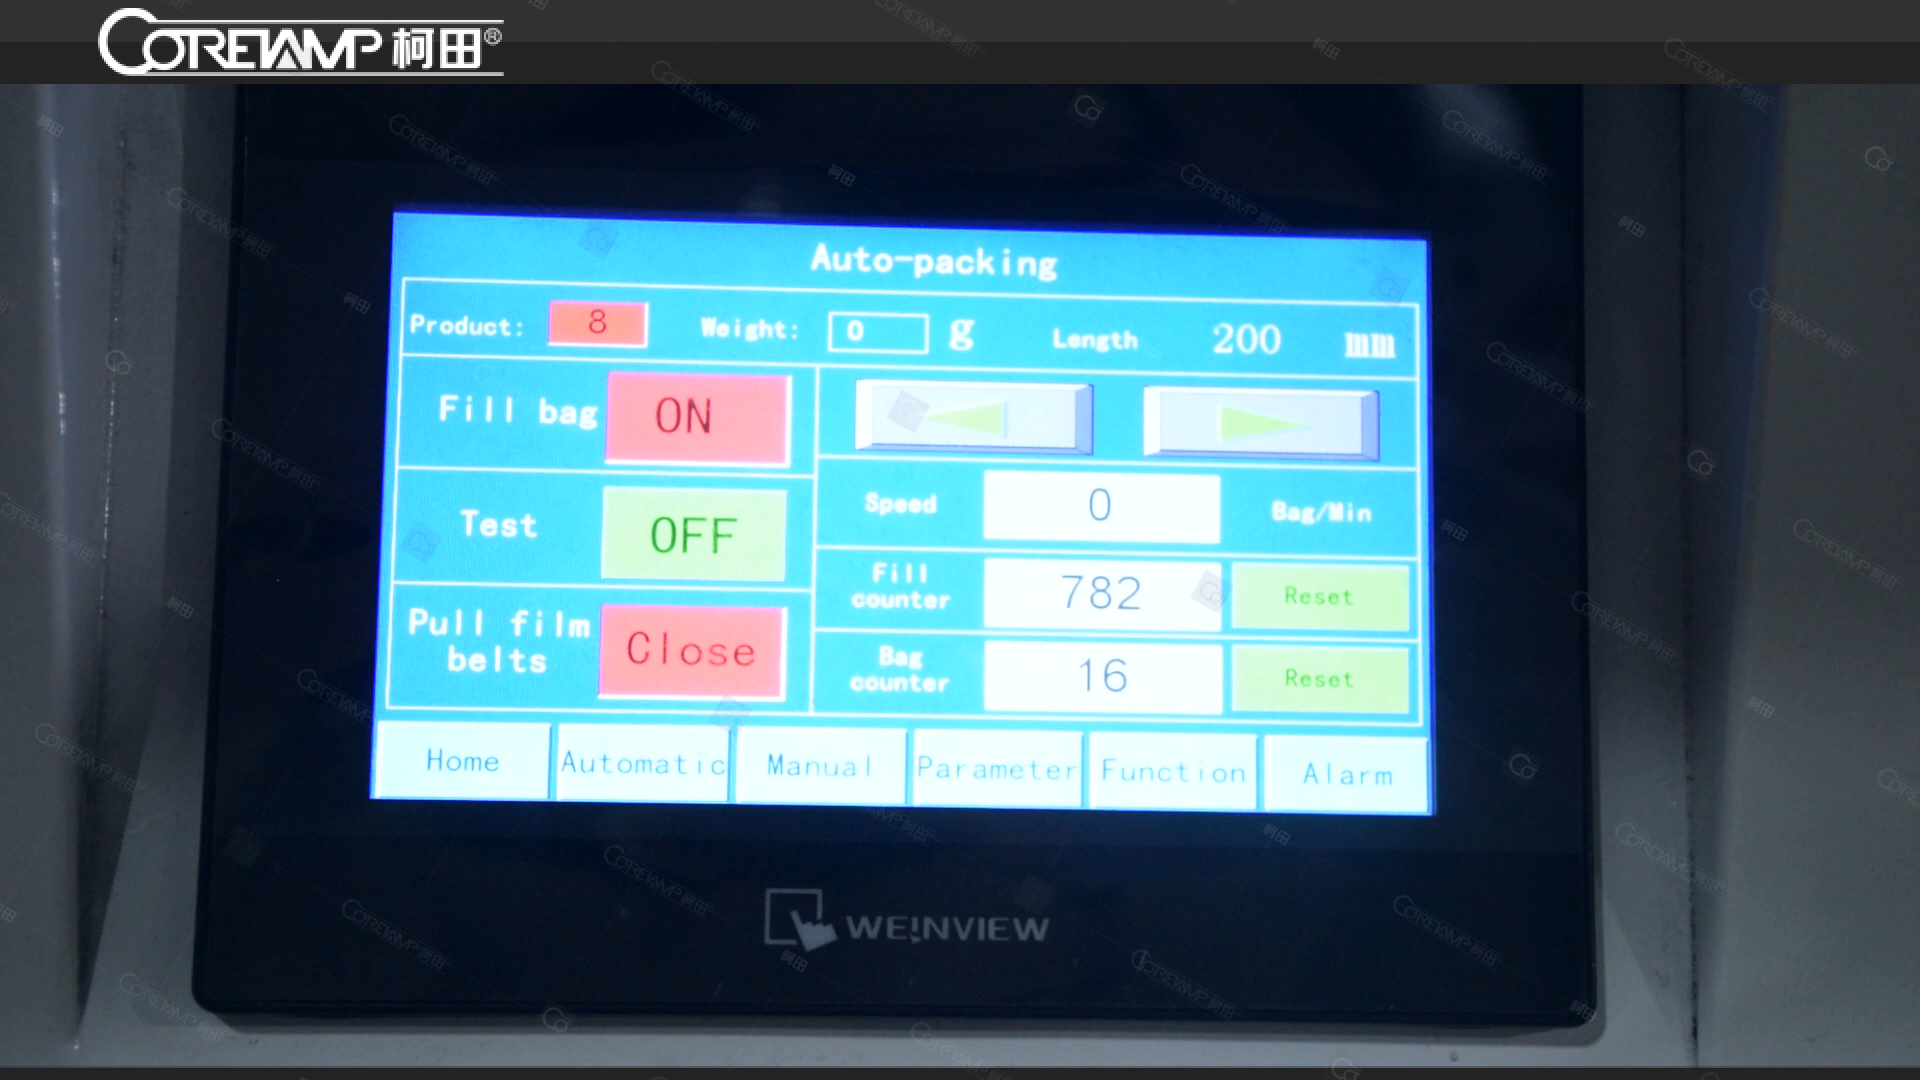 CORETAMP 柯田®
Auto-packing
Product: 8 Weight: 0 g Length 200 mm
Fill bag ON
Speed 0 Bag/Min
Test OFF
Fill counter 782 Reset
Pull film belts Close
Bag counter 16 Reset
Home Automatic Manual Parameter Function Alarm
WEINVIEW